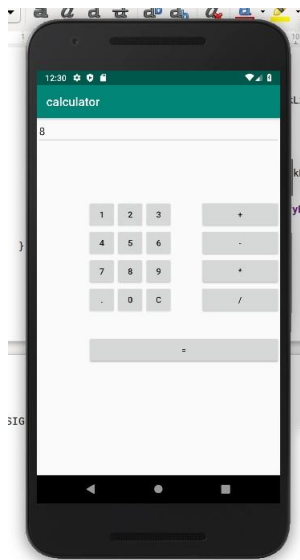 12:30
calculator
8
1 2 3 +
4 5 6 -
7 8 9 *
. 0 C /
=
}
SIG